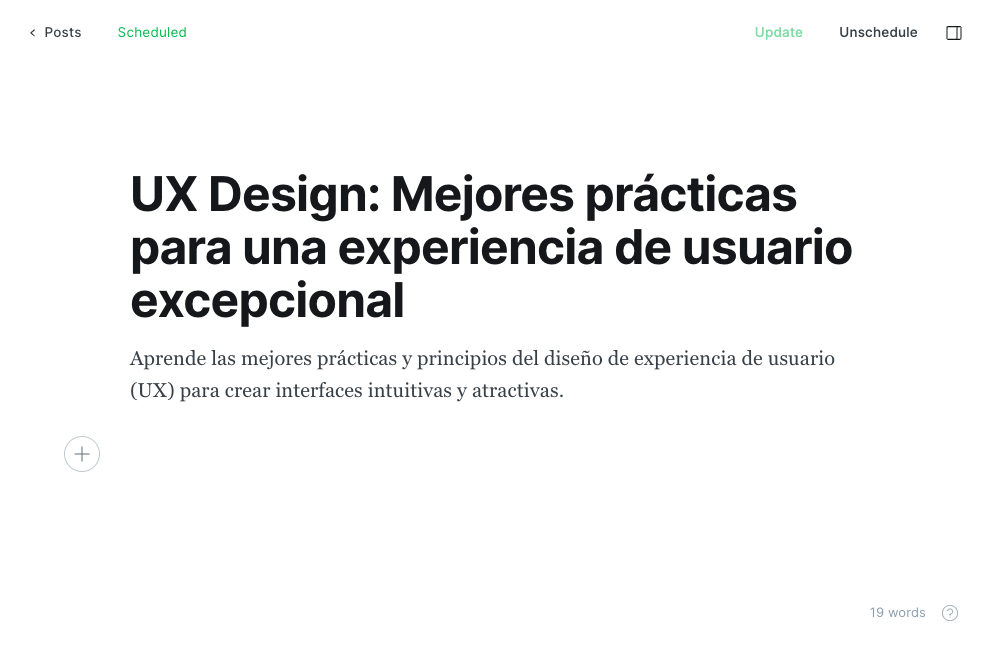 Posts
Scheduled
Update
Unschedule
UX Design: Mejores prácticas
para una experiencia de usuario
excepcional
Aprende las mejores prácticas y principios del diseño de experiencia de usuario
(UX) para crear interfaces intuitivas y atractivas.
19 words